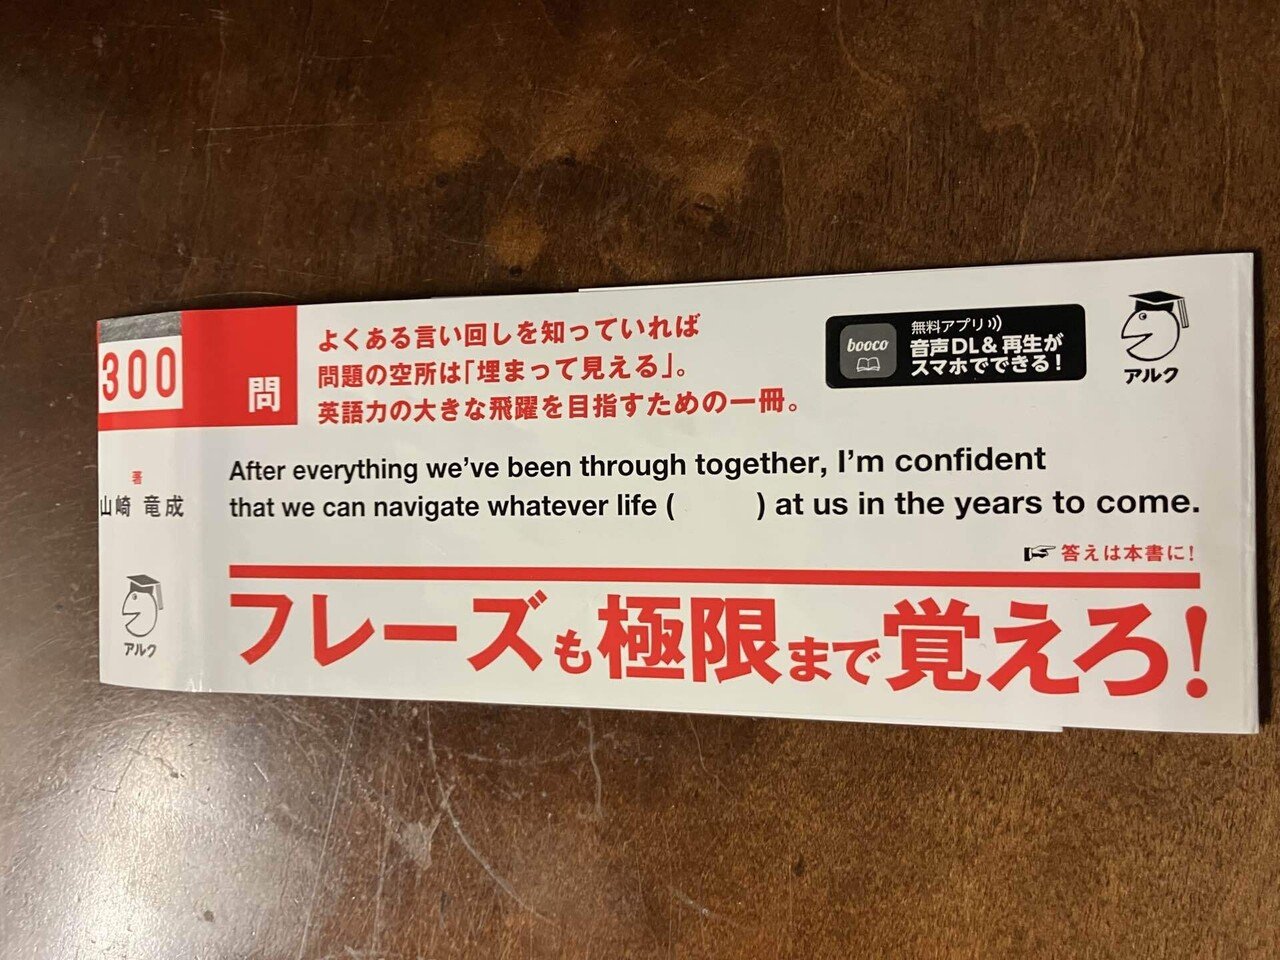 300
問
著
山崎 竜成
アルク
よくある言い回しを知っていれば
問題の空所は「埋まって見える」。
英語力の大きな飛躍を目指すための一冊。
booco
無料アプリ
音声DL&再生が
スマホでできる!
アルク
After everything we've been through together, I'm confident
that we can navigate whatever life (          ) at us in the years to come.
☞ 答えは本書に!
フレーズも極限まで覚えろ!